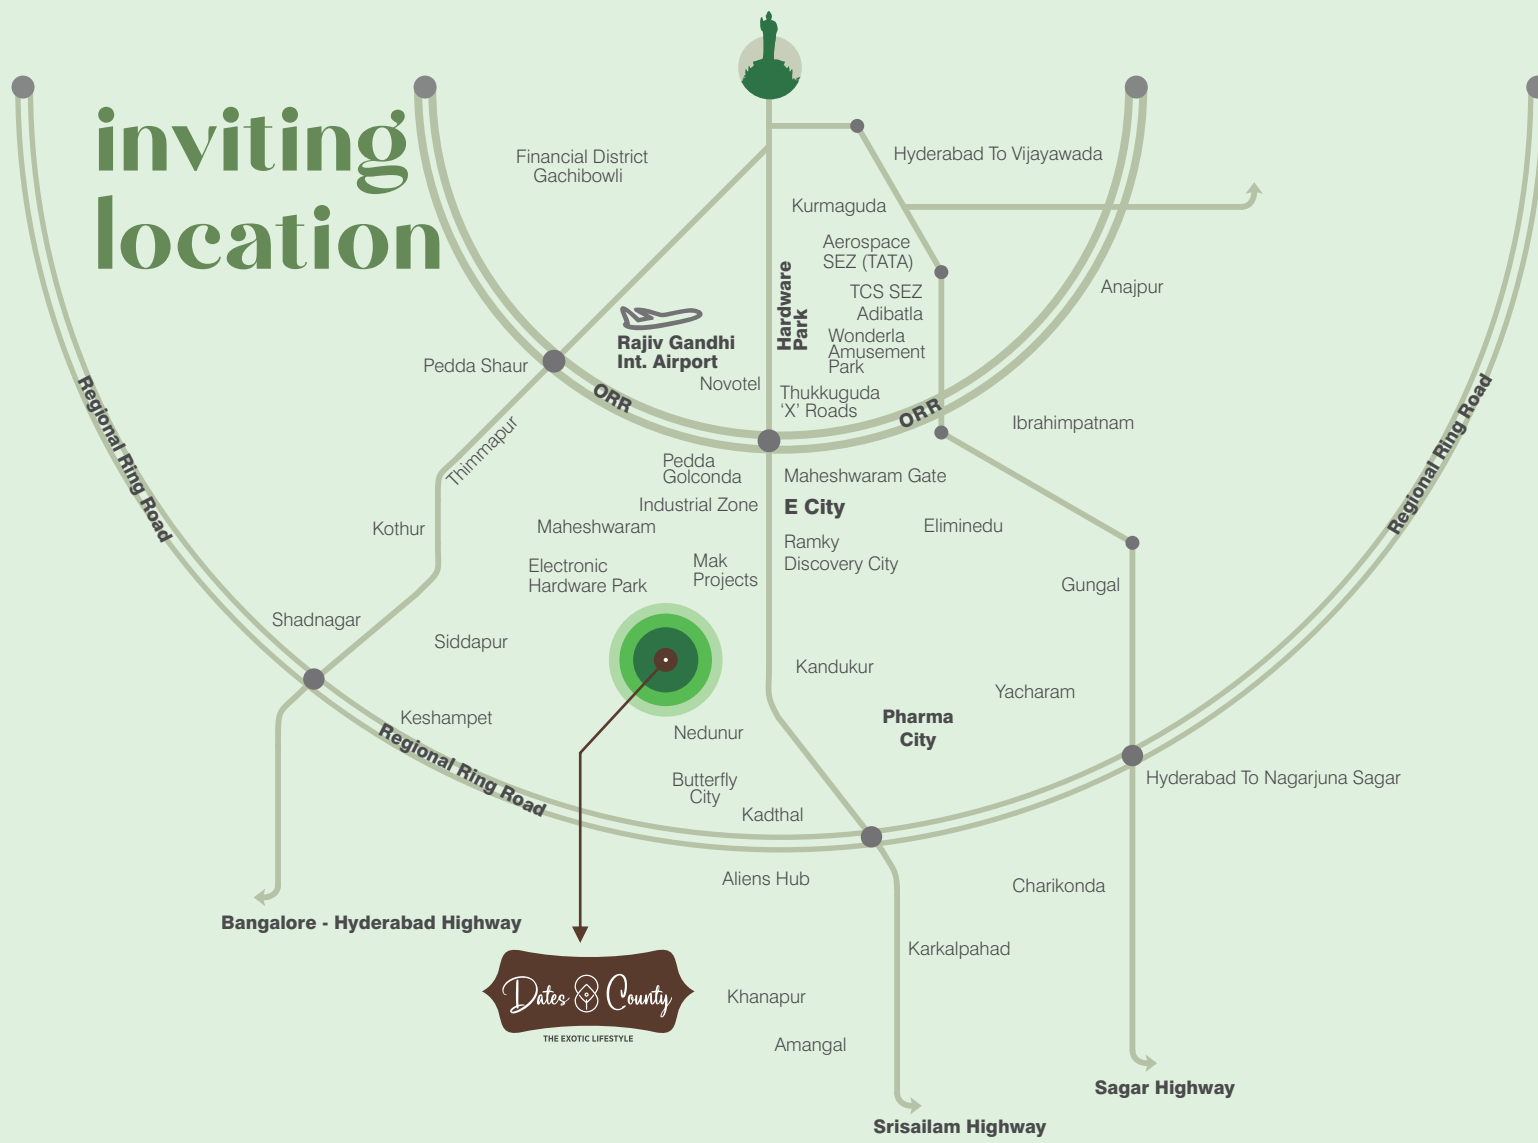 inviting
location
Financial District
Gachibowli
Hyderabad To Vijayawada
Kurmaguda
Aerospace
SEZ (TATA)
Hardware
Park
TCS SEZ
Adibatla
Anajpur
Wonderla
Amusement
Park
Rajiv Gandhi
Int. Airport
Novotel
Pedda Shaur
ORR
Thukkuguda
‘X’ Roads
ORR
Ibrahimpatnam
Regional Ring Road
Regional Ring Road
Thimmapur
Pedda
Golconda
Maheshwaram Gate
Industrial Zone
E City
Kothur
Maheshwaram
Eliminedu
Ramky
Discovery City
Electronic
Hardware Park
Mak
Projects
Gungal
Shadnagar
Siddapur
Kandukur
Yacharam
Keshampet
Pharma
City
Nedunur
Regional Ring Road
Butterfly
City
Hyderabad To Nagarjuna Sagar
Kadthal
Aliens Hub
Charikonda
Bangalore - Hyderabad Highway
Karkalpahad
Dates County
THE EXOTIC LIFESTYLE
Khanapur
Amangal
Sagar Highway
Srisailam Highway